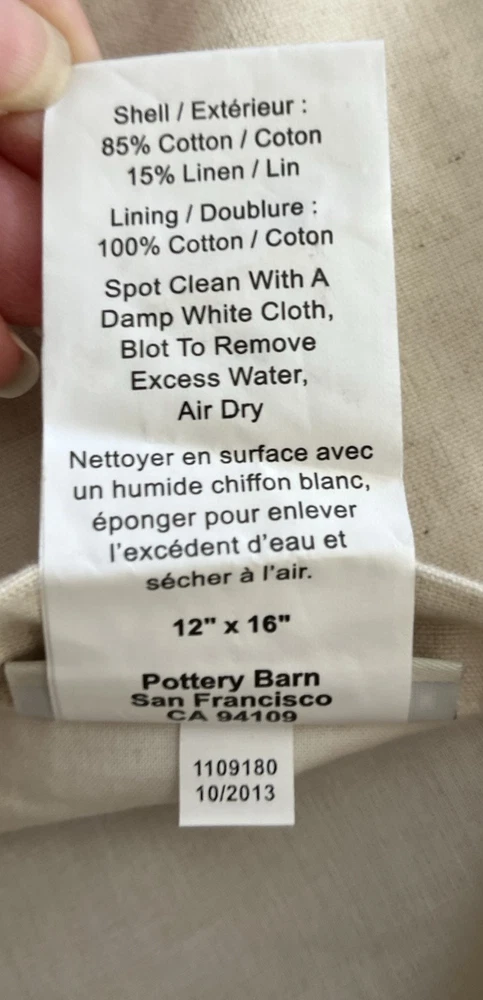 Shell / Extérieur :
85% Cotton / Coton
15% Linen / Lin
Lining / Doublure :
100% Cotton / Coton
Spot Clean With A
Damp White Cloth,
Blot To Remove
Excess Water,
Air Dry
Nettoyer en surface avec
un humide chiffon blanc,
éponger pour enlever
l'excédent d'eau et
sécher à l'air.
12" x 16"
Pottery Barn
San Francisco
CA 94109
1109180
10/2013